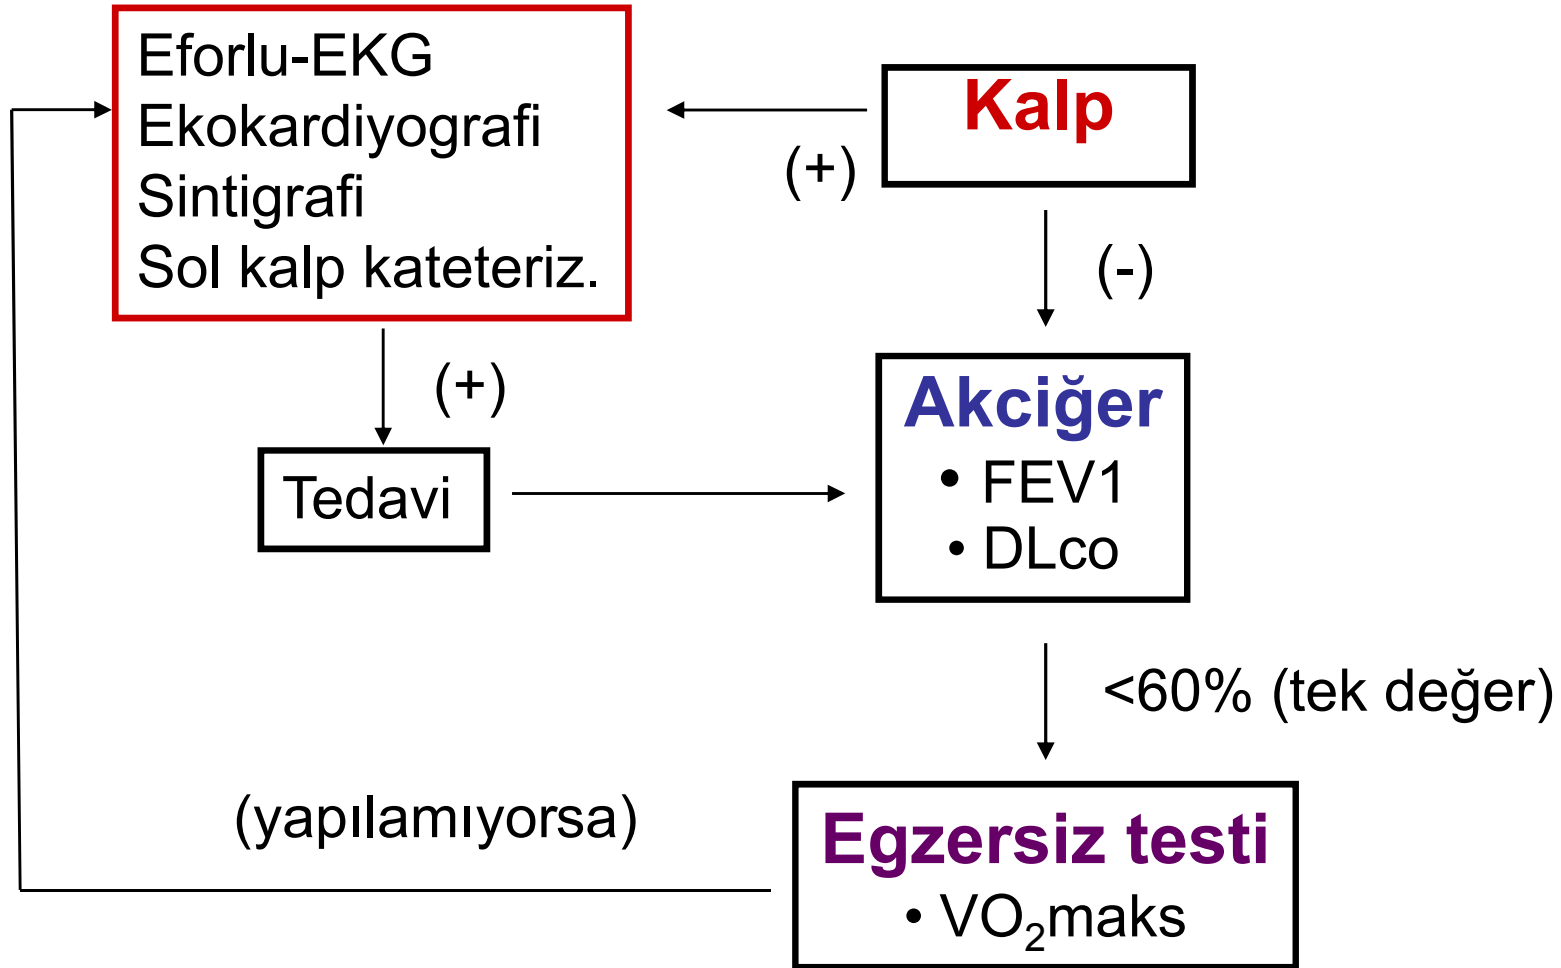 Eforlu-EKG
Ekokardiyografi
Sintigrafi
Sol kalp kateteriz.
Kalp
(+)
(-)
(+)
Tedavi
Akciğer
• FEV1
• DLco
<60% (tek değer)
(yapılamıyorsa)
Egzersiz testi
• VO₂maks